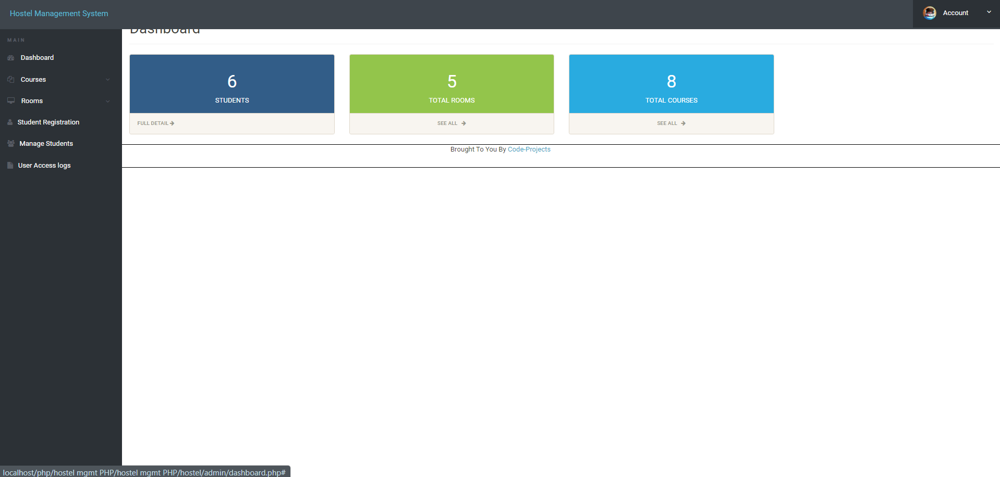 Hostel Management System
Account
MAIN
Dashboard
Courses
Rooms
Student Registration
Manage Students
User Access logs
Dashboard
6
STUDENTS
FULL DETAIL
5
TOTAL ROOMS
SEE ALL
8
TOTAL COURSES
SEE ALL
Brought To You By Code-Projects
localhost/php/hostel mgmt PHP/hostel mgmt PHP/hostel/admin/dashboard.php#